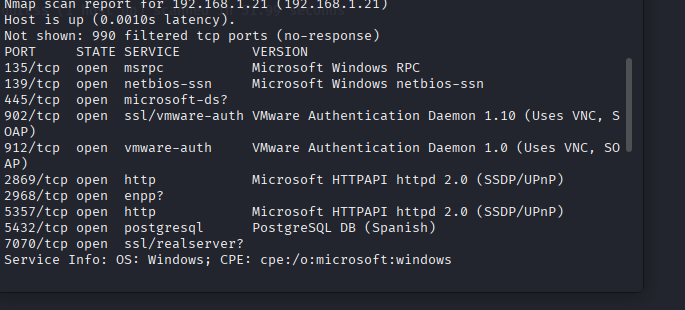 Nmap scan report for 192.168.1.21 (192.168.1.21)
Host is up (0.0010s latency).
Not shown: 990 filtered tcp ports (no-response)
PORT     STATE SERVICE         VERSION
135/tcp  open  msrpc           Microsoft Windows RPC
139/tcp  open  netbios-ssn     Microsoft Windows netbios-ssn
445/tcp  open  microsoft-ds?
902/tcp  open  ssl/vmware-auth VMware Authentication Daemon 1.10 (Uses VNC, S
OAP)
912/tcp  open  vmware-auth     VMware Authentication Daemon 1.0 (Uses VNC, SO
AP)
2869/tcp open  http            Microsoft HTTPAPI httpd 2.0 (SSDP/UPnP)
2968/tcp open  enpp?
5357/tcp open  http            Microsoft HTTPAPI httpd 2.0 (SSDP/UPnP)
5432/tcp open  postgresql      PostgreSQL DB (Spanish)
7070/tcp open  ssl/realserver?
Service Info: OS: Windows; CPE: cpe:/o:microsoft:windows